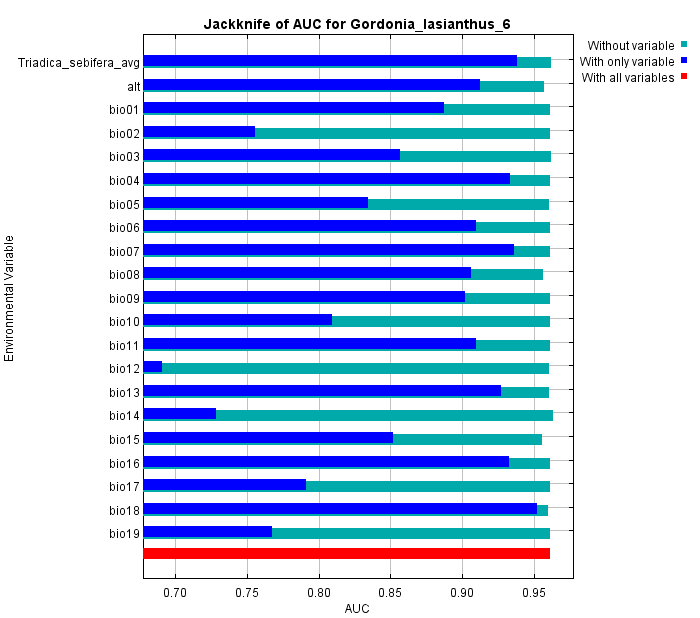 Jackknife of AUC for Gordonia_lasianthus_6
Without variable
With only variable
With all variables
Environmental Variable
Triadica_sebifera_avg
alt
bio01
bio02
bio03
bio04
bio05
bio06
bio07
bio08
bio09
bio10
bio11
bio12
bio13
bio14
bio15
bio16
bio17
bio18
bio19
0.70 0.75 0.80 0.85 0.90 0.95
AUC